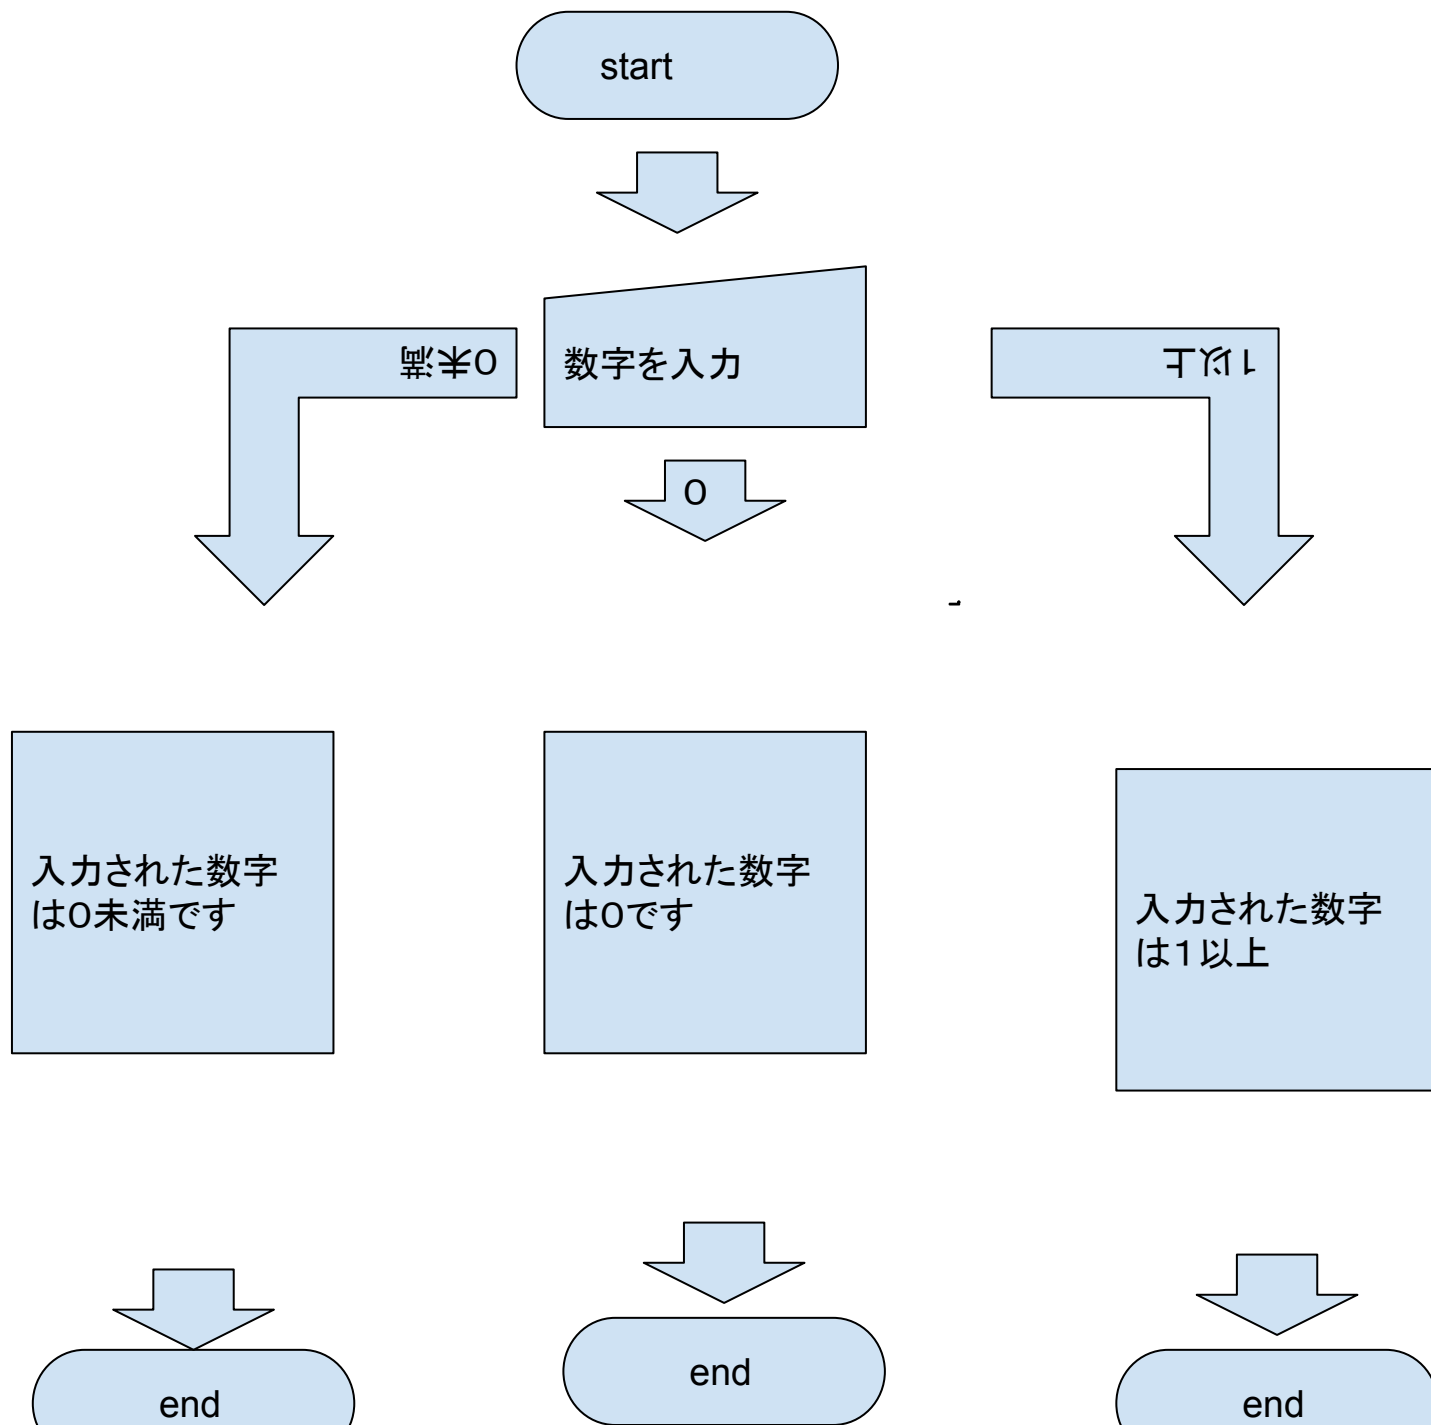 start
0未満
数字を入力
1以上
0
入力された数字
は0未満です
入力された数字
は0です
入力された数字
は1以上
end
end
end